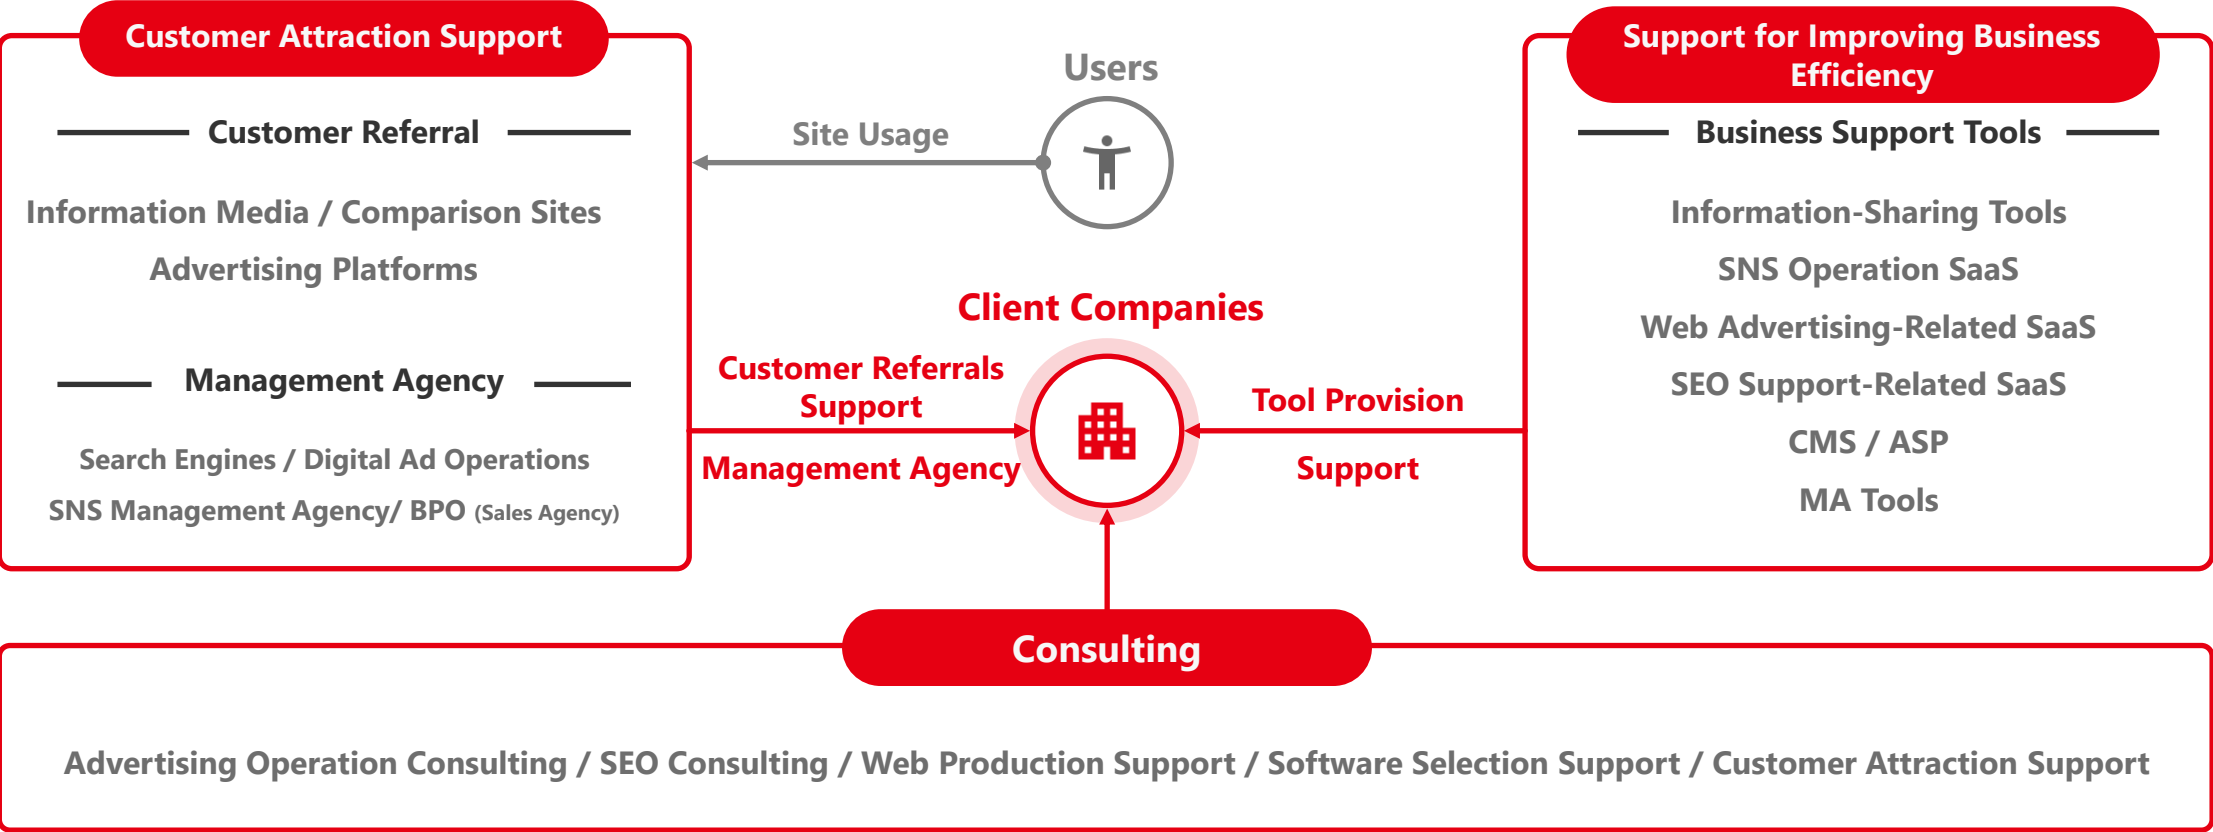 Customer Attraction Support
Customer Referral
Information Media / Comparison Sites
Advertising Platforms
Management Agency
Search Engines / Digital Ad Operations
SNS Management Agency/ BPO (Sales Agency)
Users
Site Usage
Client Companies
Customer Referrals
Support
Management Agency
Tool Provision
Support
Support for Improving Business
Efficiency
Business Support Tools
Information-Sharing Tools
SNS Operation SaaS
Web Advertising-Related SaaS
SEO Support-Related SaaS
CMS / ASP
MA Tools
Consulting
Advertising Operation Consulting / SEO Consulting / Web Production Support / Software Selection Support / Customer Attraction Support